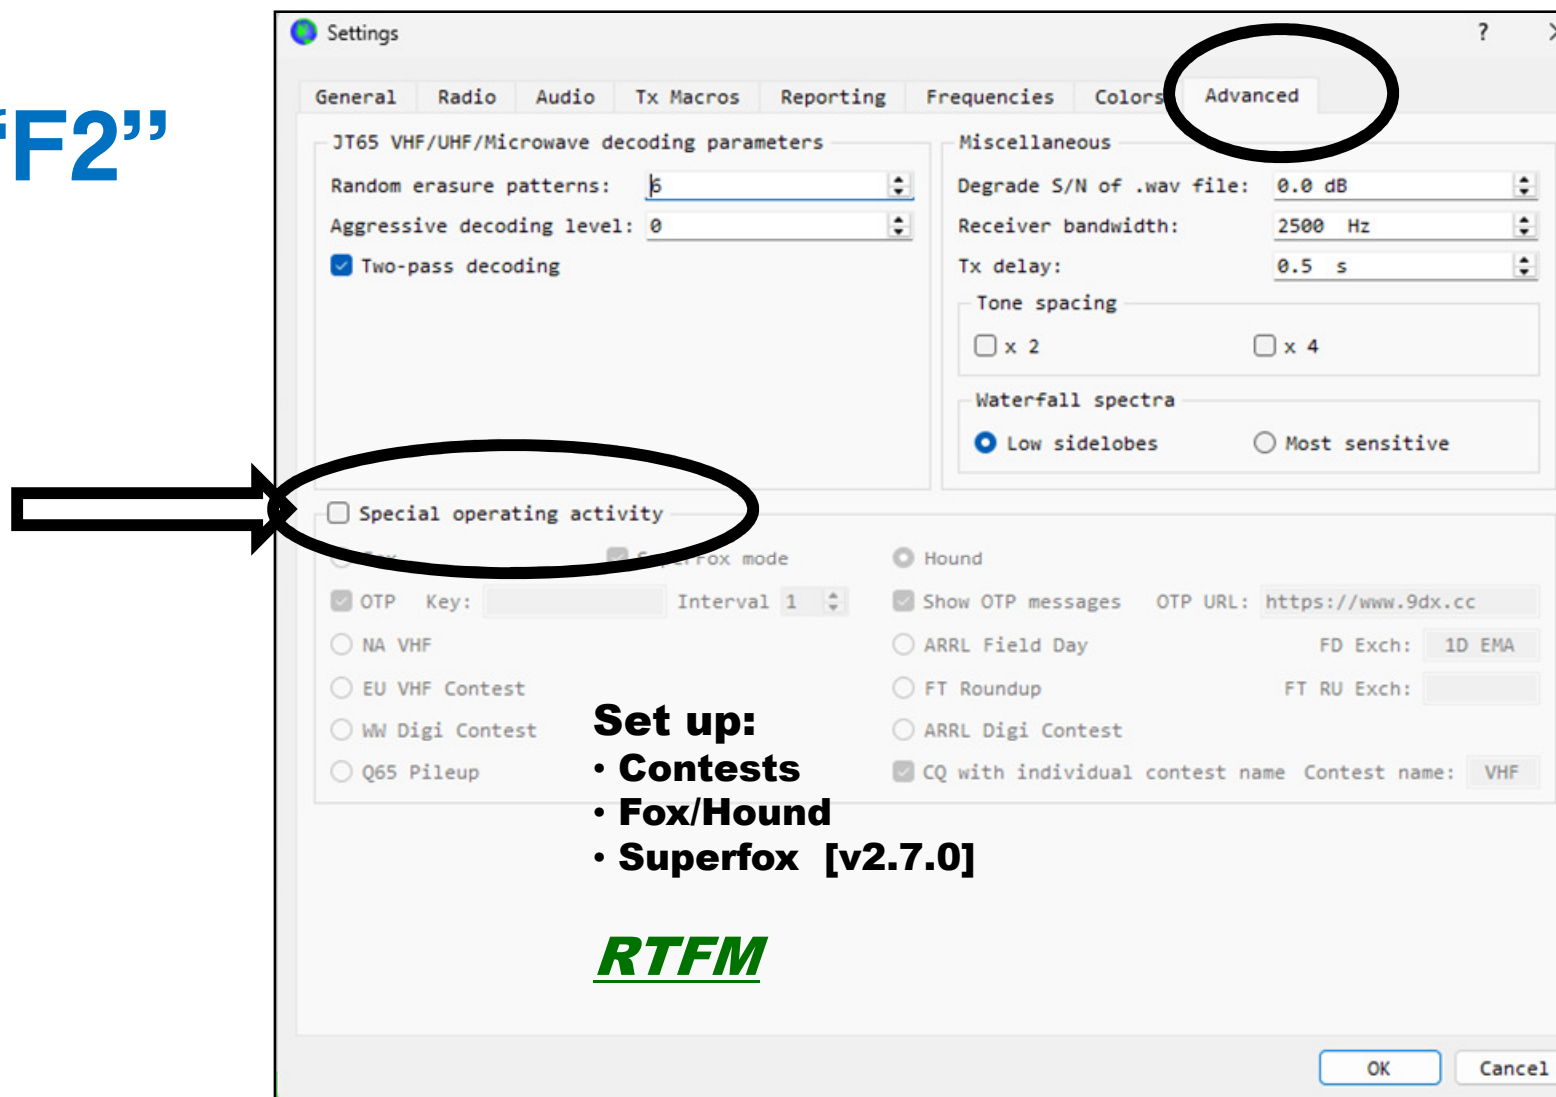 “F2”
Settings ?
General Radio Audio Tx Macros Reporting Frequencies Colors Advanced
JT65 VHF/UHF/Microwave decoding parameters
Random erasure patterns: 6
Aggressive decoding level: 0
Two-pass decoding
Miscellaneous
Degrade S/N of .wav file: 0.0 dB
Receiver bandwidth: 2500 Hz
Tx delay: 0.5 s
Tone spacing
x 2 x 4
Waterfall spectra
Low sidelobes Most sensitive
Special operating activity
Fox SuperFox mode Hound
OTP Key: Interval 1 Show OTP messages OTP URL: https://www.9dx.cc
NA VHF ARRL Field Day FD Exch: 1D EMA
EU VHF Contest FT Roundup FT RU Exch:
WW Digi Contest ARRL Digi Contest
Q65 Pileup CQ with individual contest name Contest name: VHF
Set up:
• Contests
• Fox/Hound
• Superfox [v2.7.0]
RTFM
OK Cancel